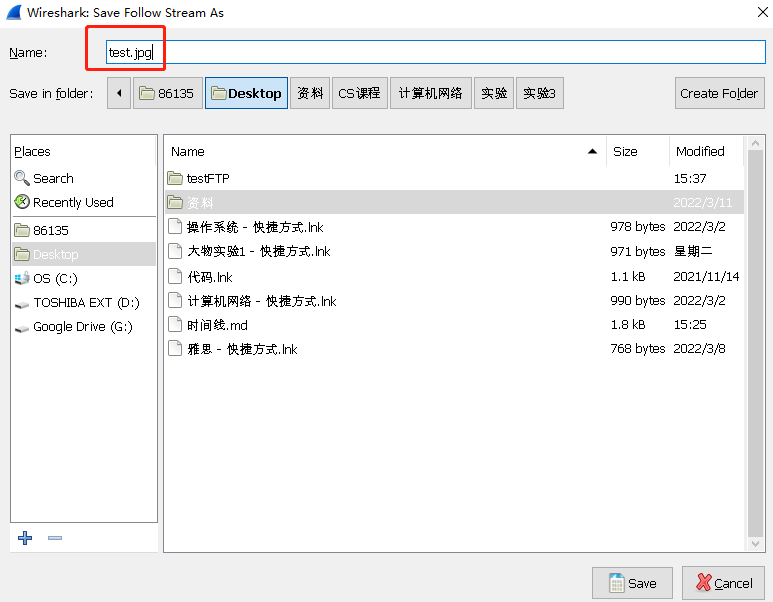 Wireshark: Save Follow Stream As
Name: test.jpg
Save in folder: 86135 Desktop 资料 CS课程 计算机网络 实验 实验3 Create Folder
Places
Search
Recently Used
86135
Desktop
OS (C:)
TOSHIBA EXT (D:)
Google Drive (G:)
Name Size Modified
testFTP 15:37
资料 2022/3/11
操作系统 - 快捷方式.lnk 978 bytes 2022/3/2
大物实验1 - 快捷方式.lnk 971 bytes 星期二
代码.lnk 1.1 kB 2021/11/14
计算机网络 - 快捷方式.lnk 990 bytes 2022/3/2
时间线.md 1.8 kB 15:25
雅思 - 快捷方式.lnk 768 bytes 2022/3/8
Save Cancel